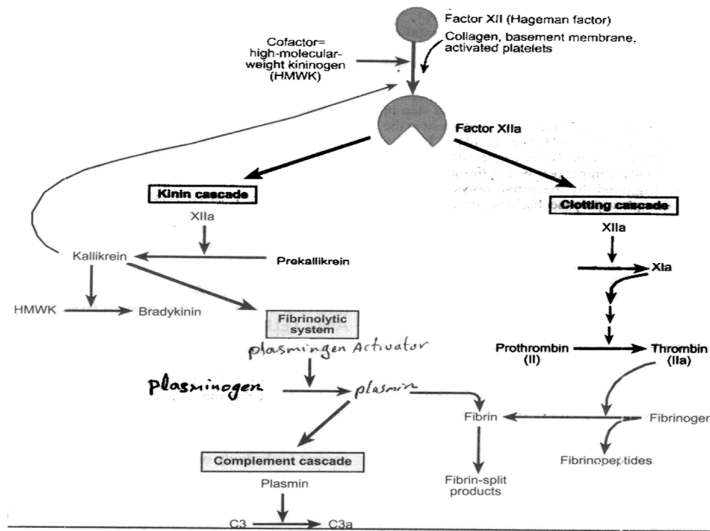 Factor XII (Hageman factor)
Collagen, basement membrane,
activated platelets
Cofactor=
high-molecular-
weight kininogen
(HMWK)
Factor XIIa
Kinin cascade
XIIa
Kallikrein
Prekallikrein
HMWK
Bradykinin
Clotting cascade
XIIa
XIa
Prothrombin
(II)
Thrombin
(IIa)
Fibrinolytic
system
plasmingen Activator
plasminogen
plasmin
Fibrin
Fibrinoger
Fibrinopeptides
Fibrin-split
products
Complement cascade
Plasmin
C3
C3a